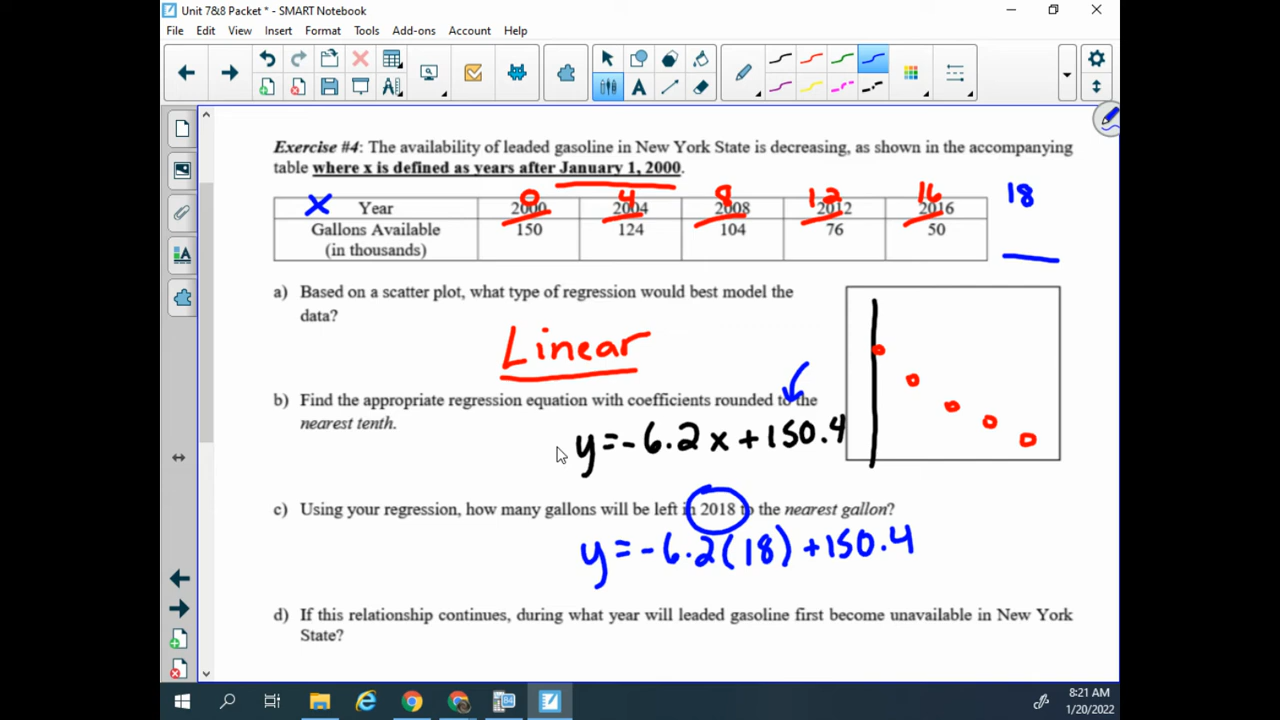 Unit 7&8 Packet * - SMART Notebook
File Edit View Insert Format Tools Add-ons Account Help
Exercise #4: The availability of leaded gasoline in New York State is decreasing, as shown in the accompanying
table where x is defined as years after January 1, 2000.
0 4 8 12 16 18
X Year 2000 2004 2008 2012 2016
Gallons Available 150 124 104 76 50
(in thousands)
a) Based on a scatter plot, what type of regression would best model the
data?
Linear
b) Find the appropriate regression equation with coefficients rounded to the
nearest tenth.
y=-6.2x+150.4
c) Using your regression, how many gallons will be left in 2018 to the nearest gallon?
y=-6.2(18)+150.4
d) If this relationship continues, during what year will leaded gasoline first become unavailable in New York
State?
8:21 AM
1/20/2022